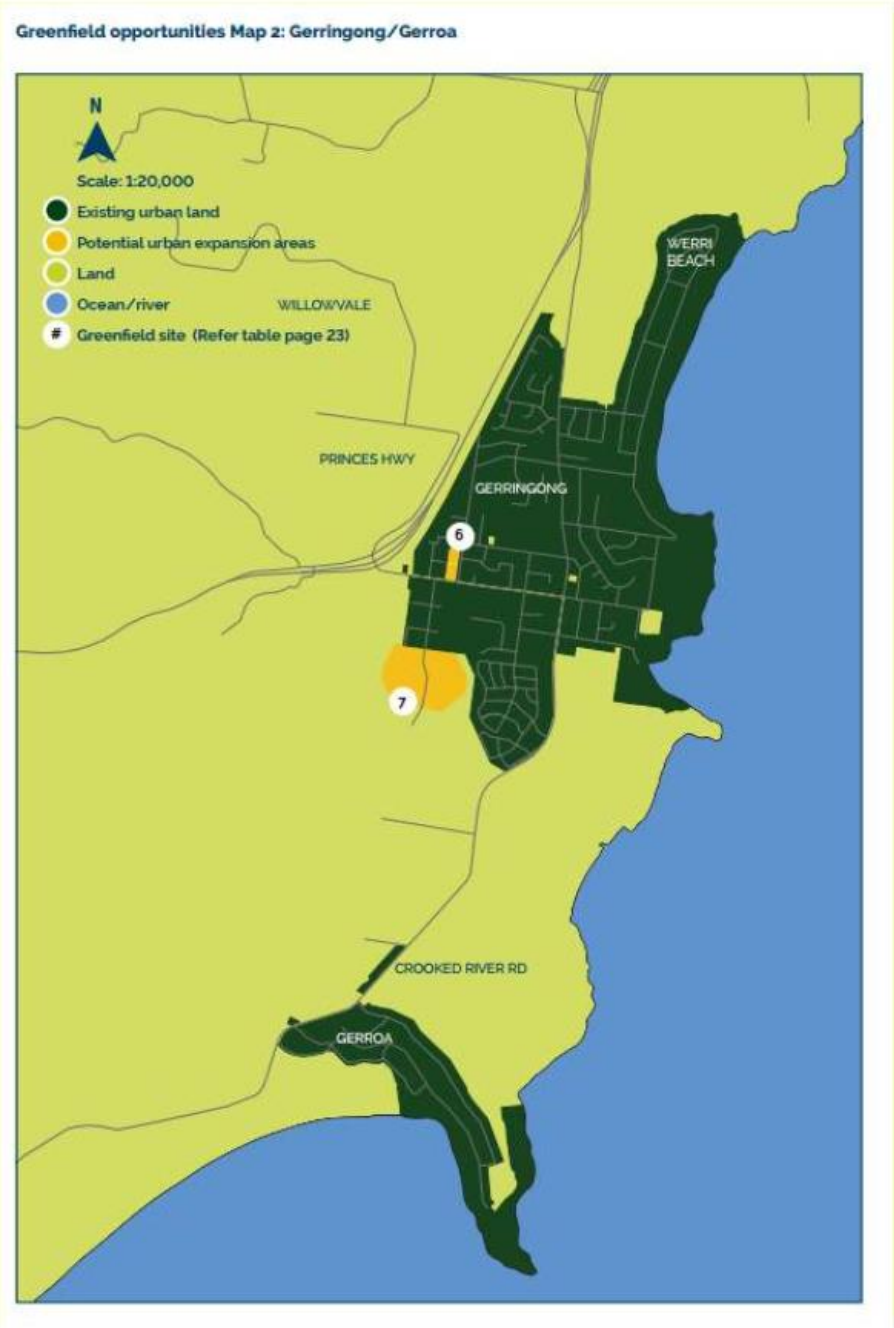 Greenfield opportunities Map 2: Gerringong/Gerroa
N
Scale: 1:20,000
Existing urban land
Potential urban expansion areas
Land
Ocean/river
# Greenfield site (Refer table page 23)
WERRI
BEACH
WILLOWVALE
PRINCES HWY
GERRINGONG
6
7
CROOKED RIVER RD
GERROA